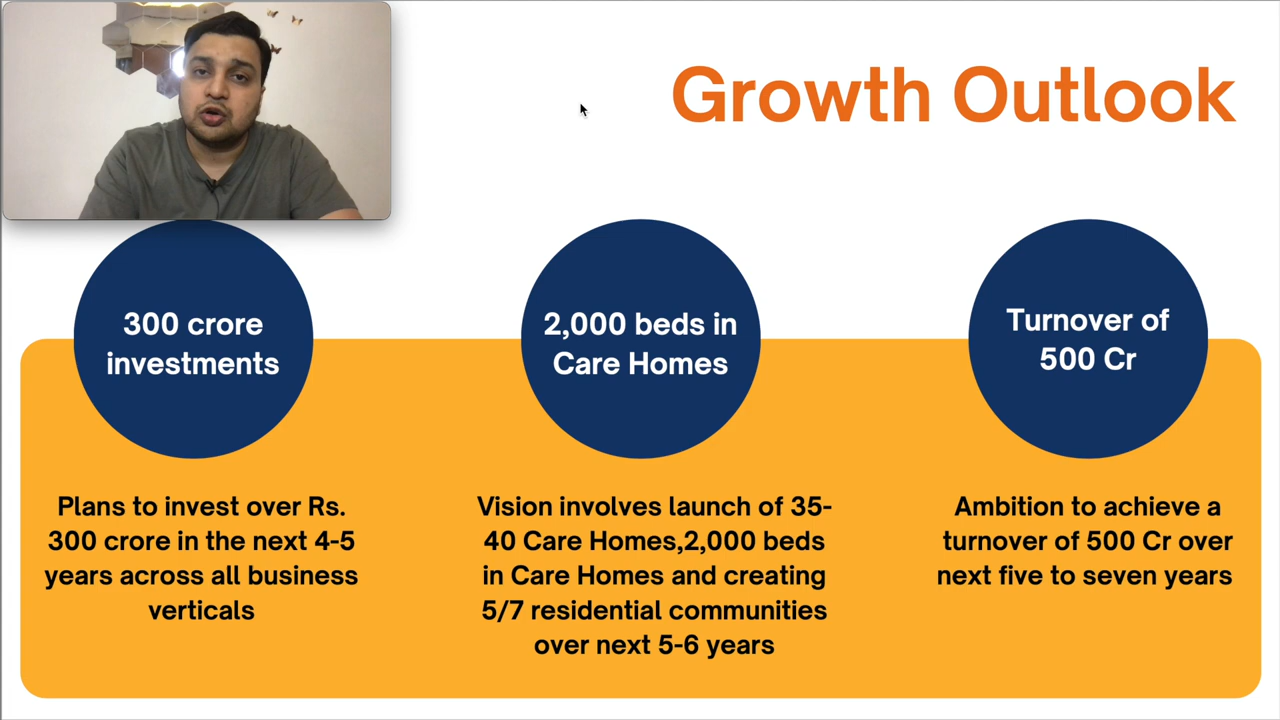 Growth Outlook
300 crore
investments
2,000 beds in
Care Homes
Turnover of
500 Cr
Plans to invest over Rs.
300 crore in the next 4-5
years across all business
verticals
Vision involves launch of 35-
40 Care Homes,2,000 beds
in Care Homes and creating
5/7 residential communities
over next 5-6 years
Ambition to achieve a
turnover of 500 Cr over
next five to seven years